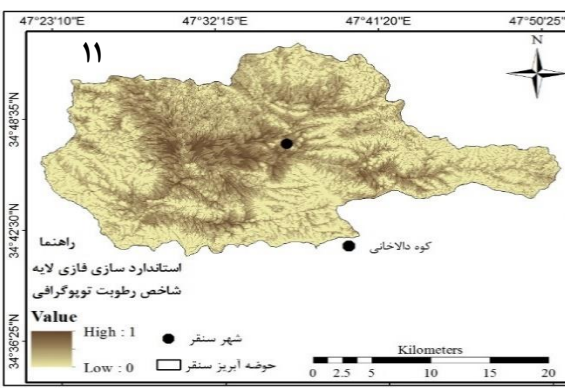 47°23'10"E 47°32'15"E 47°41'20"E 47°50'25"E
۱۱
N
34°48'35"N
34°42'30"N
34°36'25"N
کوه دالاخانی
راهنما
استاندارد سازی فازی لایه
شاخص رطوبت توپوگرافی
Value
High : 1
Low : 0
شهر سنقر
حوضه آبریز سنقر
Kilometers
0 2.5 5 10 15 20